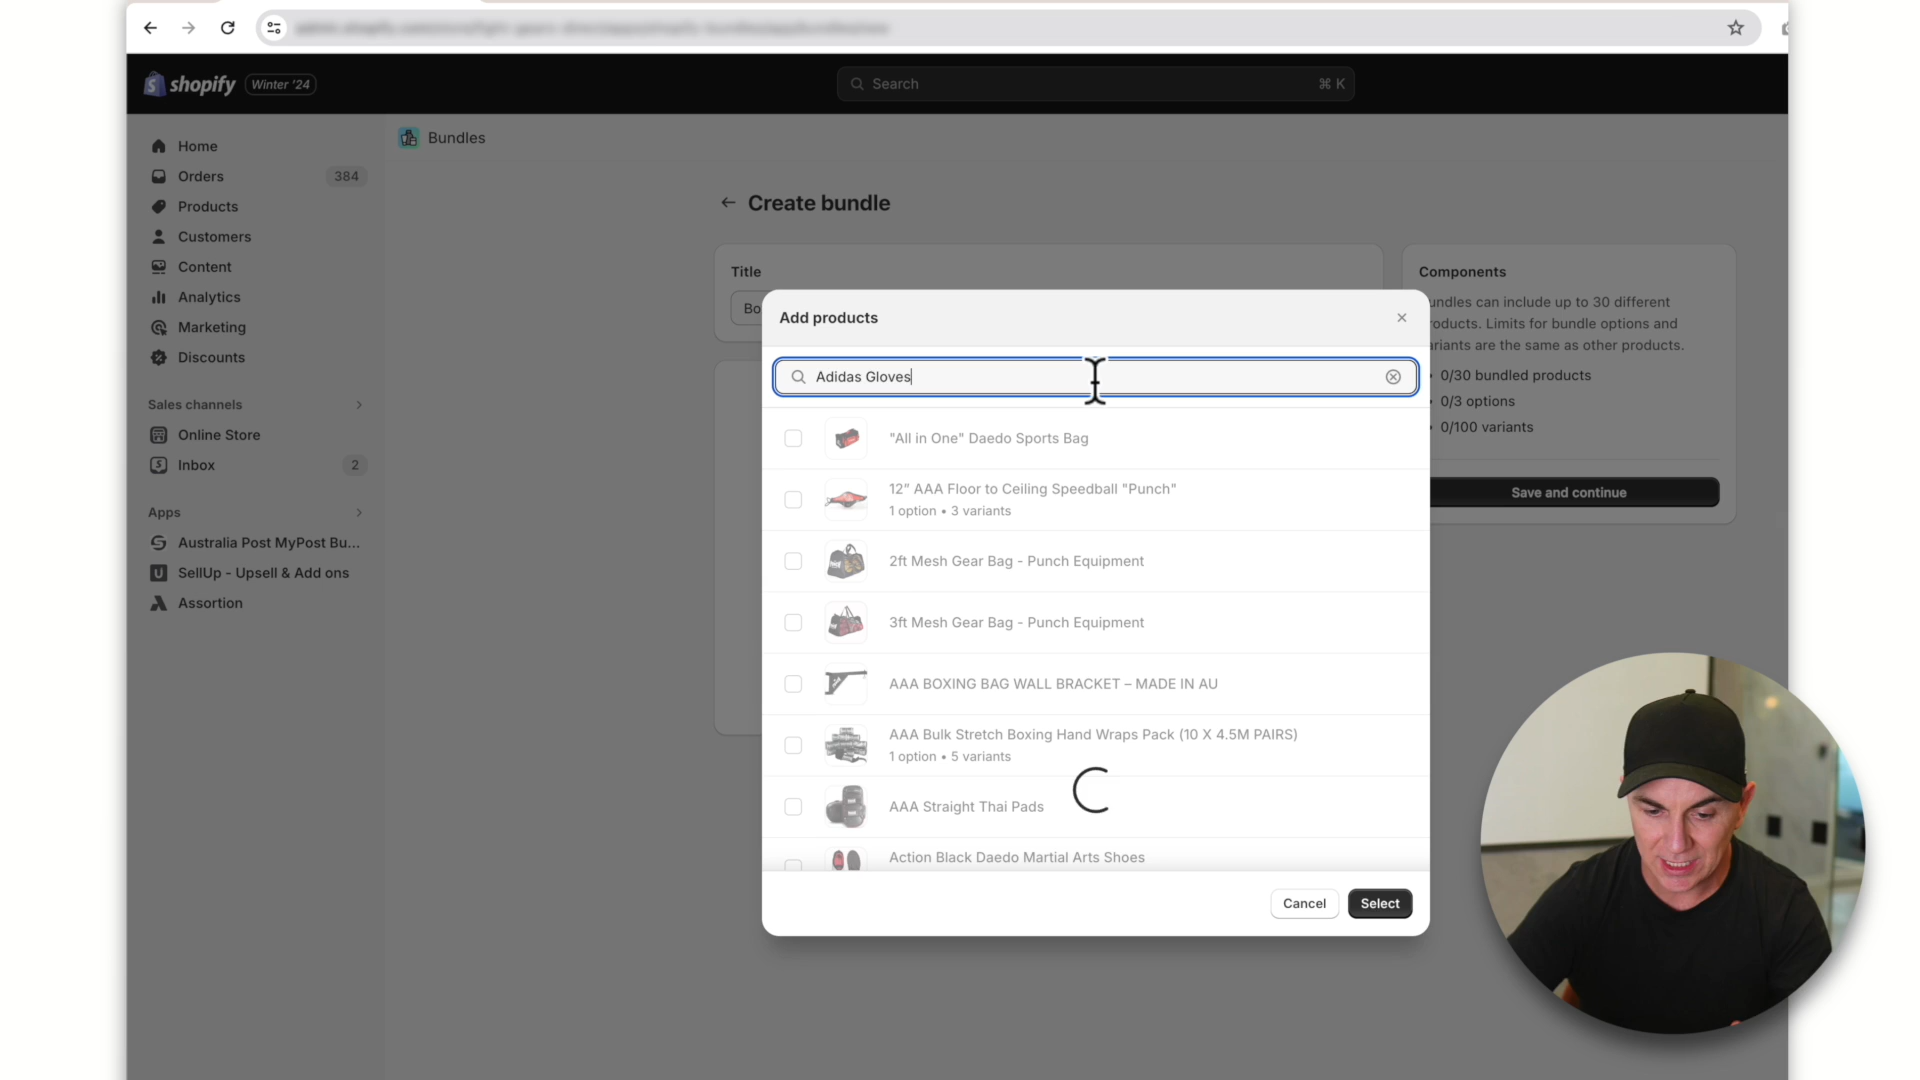 shopify Winter '24
Search ⌘ K
Home
Orders 384
Products
Customers
Content
Analytics
Marketing
Discounts
Sales channels
Online Store
Inbox 2
Apps
Australia Post MyPost Bu...
SellUp - Upsell & Add ons
Assortion
Bundles
Create bundle
Title
Bo
Add products
Adidas Gloves
"All in One" Daedo Sports Bag
12” AAA Floor to Ceiling Speedball "Punch"
1 option • 3 variants
2ft Mesh Gear Bag - Punch Equipment
3ft Mesh Gear Bag - Punch Equipment
AAA BOXING BAG WALL BRACKET – MADE IN AU
AAA Bulk Stretch Boxing Hand Wraps Pack (10 X 4.5M PAIRS)
1 option • 5 variants
AAA Straight Thai Pads
Action Black Daedo Martial Arts Shoes
Cancel
Select
Components
undles can include up to 30 different
roducts. Limits for bundle options and
ariants are the same as other products.
0/30 bundled products
0/3 options
0/100 variants
Save and continue